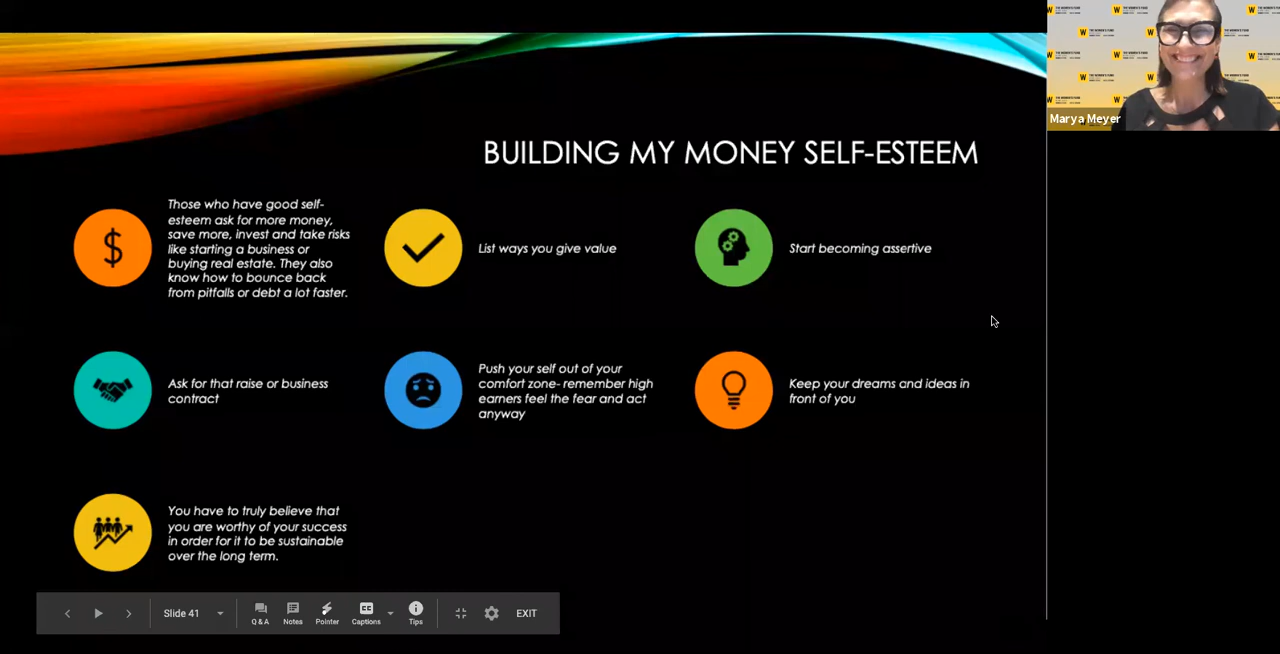 BUILDING MY MONEY SELF-ESTEEM
Marya Meyer
$
Those who have good self-
esteem ask for more money,
save more, invest and take risks
like starting a business or
buying real estate. They also
know how to bounce back
from pitfalls or debt a lot faster.
List ways you give value
Start becoming assertive
Ask for that raise or business
contract
Push your self out of your
comfort zone- remember high
earners feel the fear and act
anyway
Keep your dreams and ideas in
front of you
You have to truly believe that
you are worthy of your success
in order for it to be sustainable
over the long term.
Slide 41
Q & A
Notes
Pointer
CC
Captions
Tips
EXIT